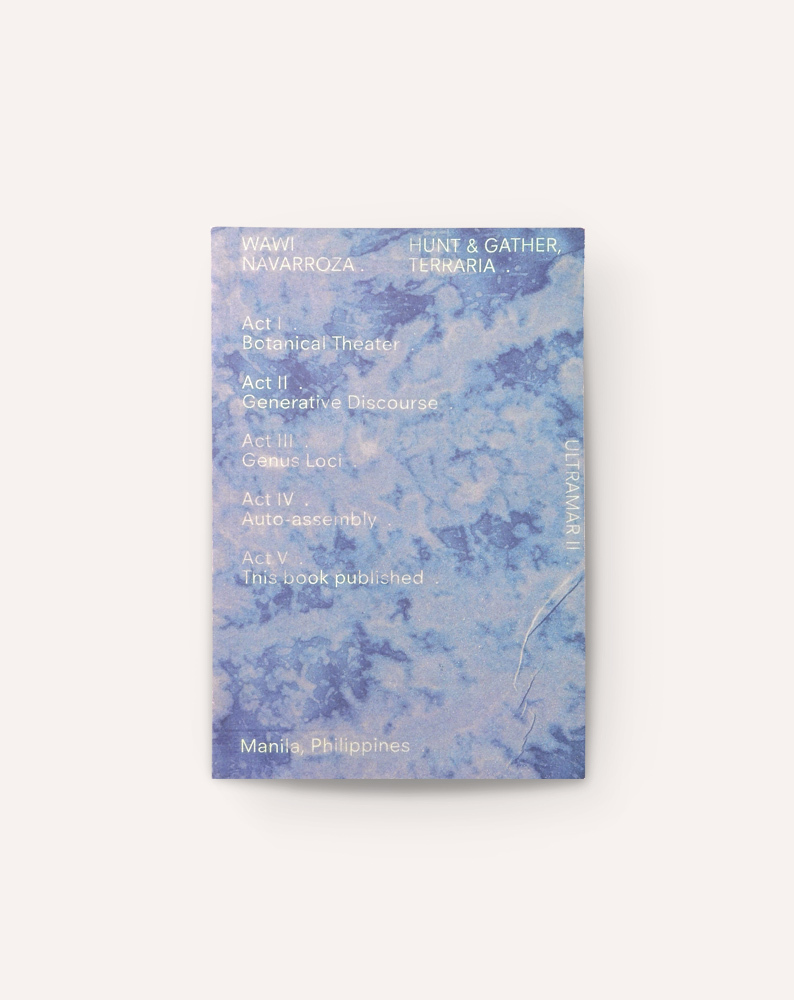 WAWI
NAVARROZA .
HUNT & GATHER,
TERRARIA .
Act I .
Botanical Theater .
Act II .
Generative Discourse .
Act III .
Genus Loci .
Act IV .
Auto-assembly .
Act V .
This book published .
ULTRAMAR II
Manila, Philippines .